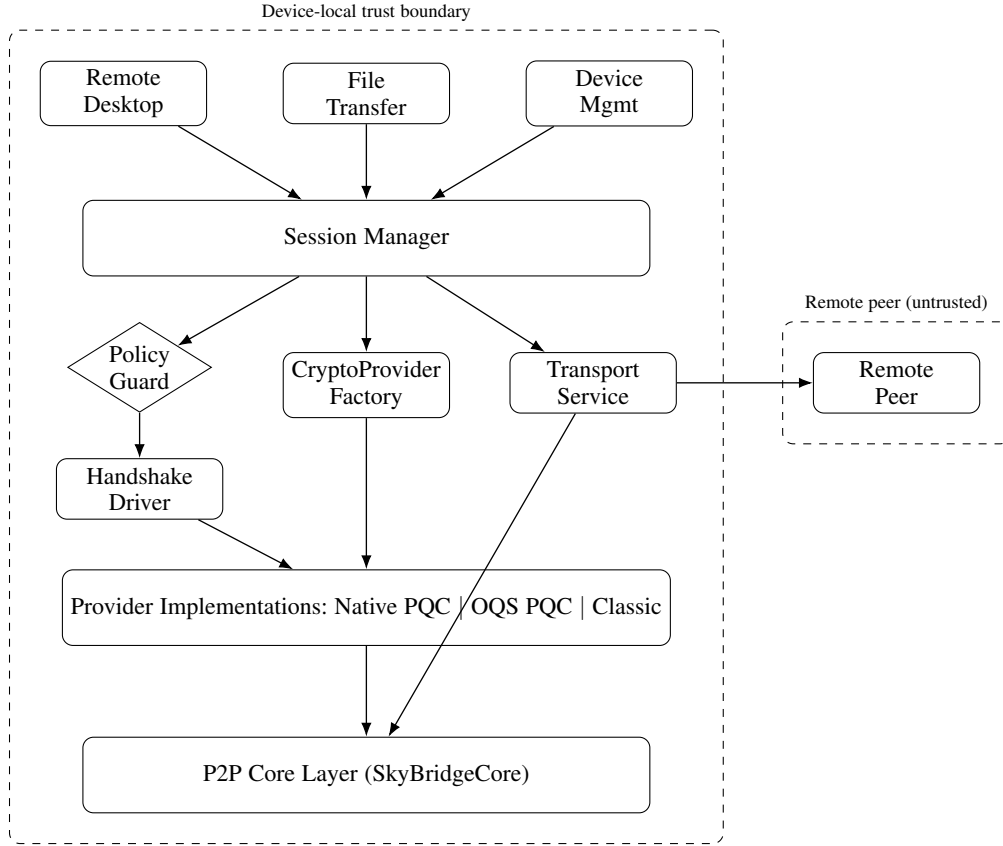 Device-local trust boundary
Remote
Desktop
File
Transfer
Device
Mgmt
Session Manager
Remote peer (untrusted)
Policy
Guard
CryptoProvider
Factory
Transport
Service
Remote
Peer
Handshake
Driver
Provider Implementations: Native PQC | OQS PQC | Classic
P2P Core Layer (SkyBridgeCore)